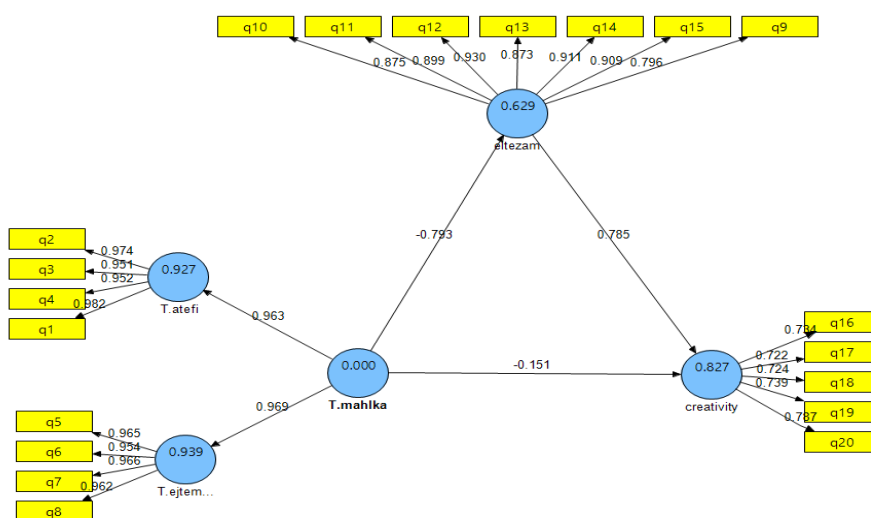 q10 q11 q12 q13 q14 q15 q9
0.875 0.899 0.930 0.873 0.911 0.909 0.796
0.629
eltezam
-0.793
0.785
q2
q3
q4
q1
0.974
0.951
0.952
0.982
0.927
T.atefi
0.963
0.000
T.mahlka
-0.151
0.969
q5
q6
q7
q8
0.965
0.954
0.966
0.962
0.939
T.ejtem...
0.827
creativity
0.734
0.722
0.724
0.739
0.787
q16
q17
q18
q19
q20